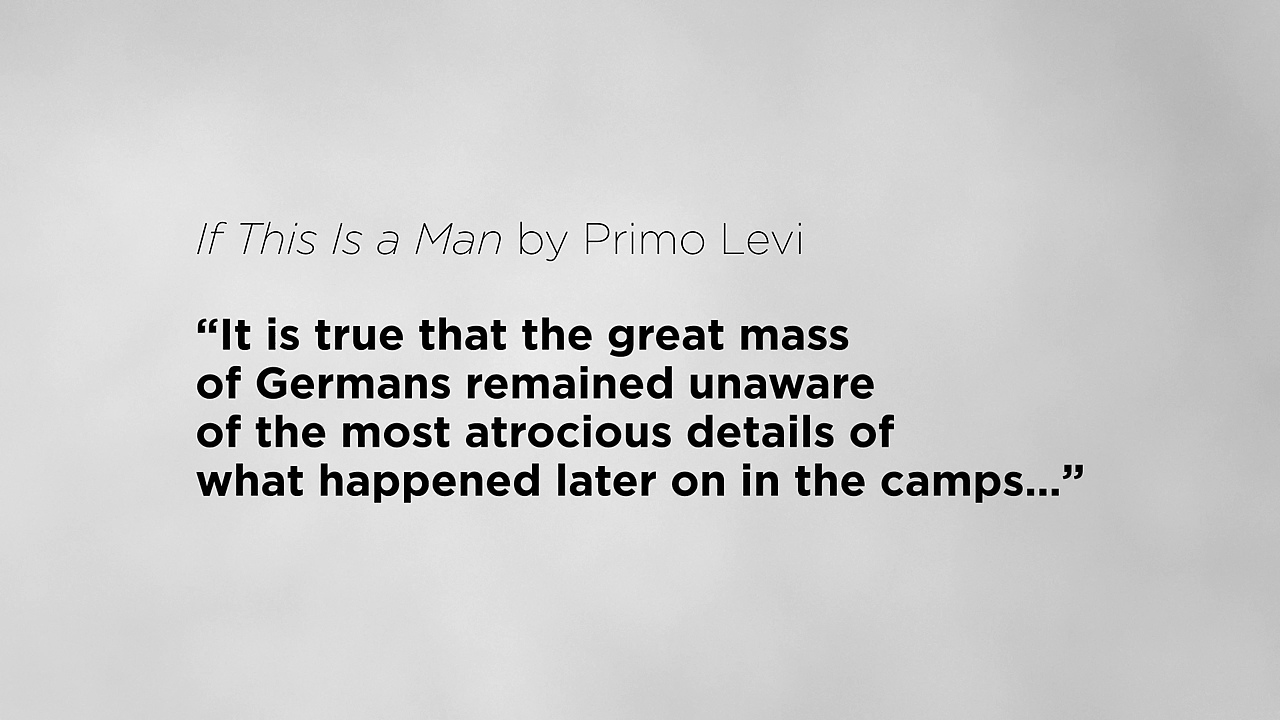 If This Is a Man by Primo Levi
“It is true that the great mass
of Germans remained unaware
of the most atrocious details of
what happened later on in the camps...”